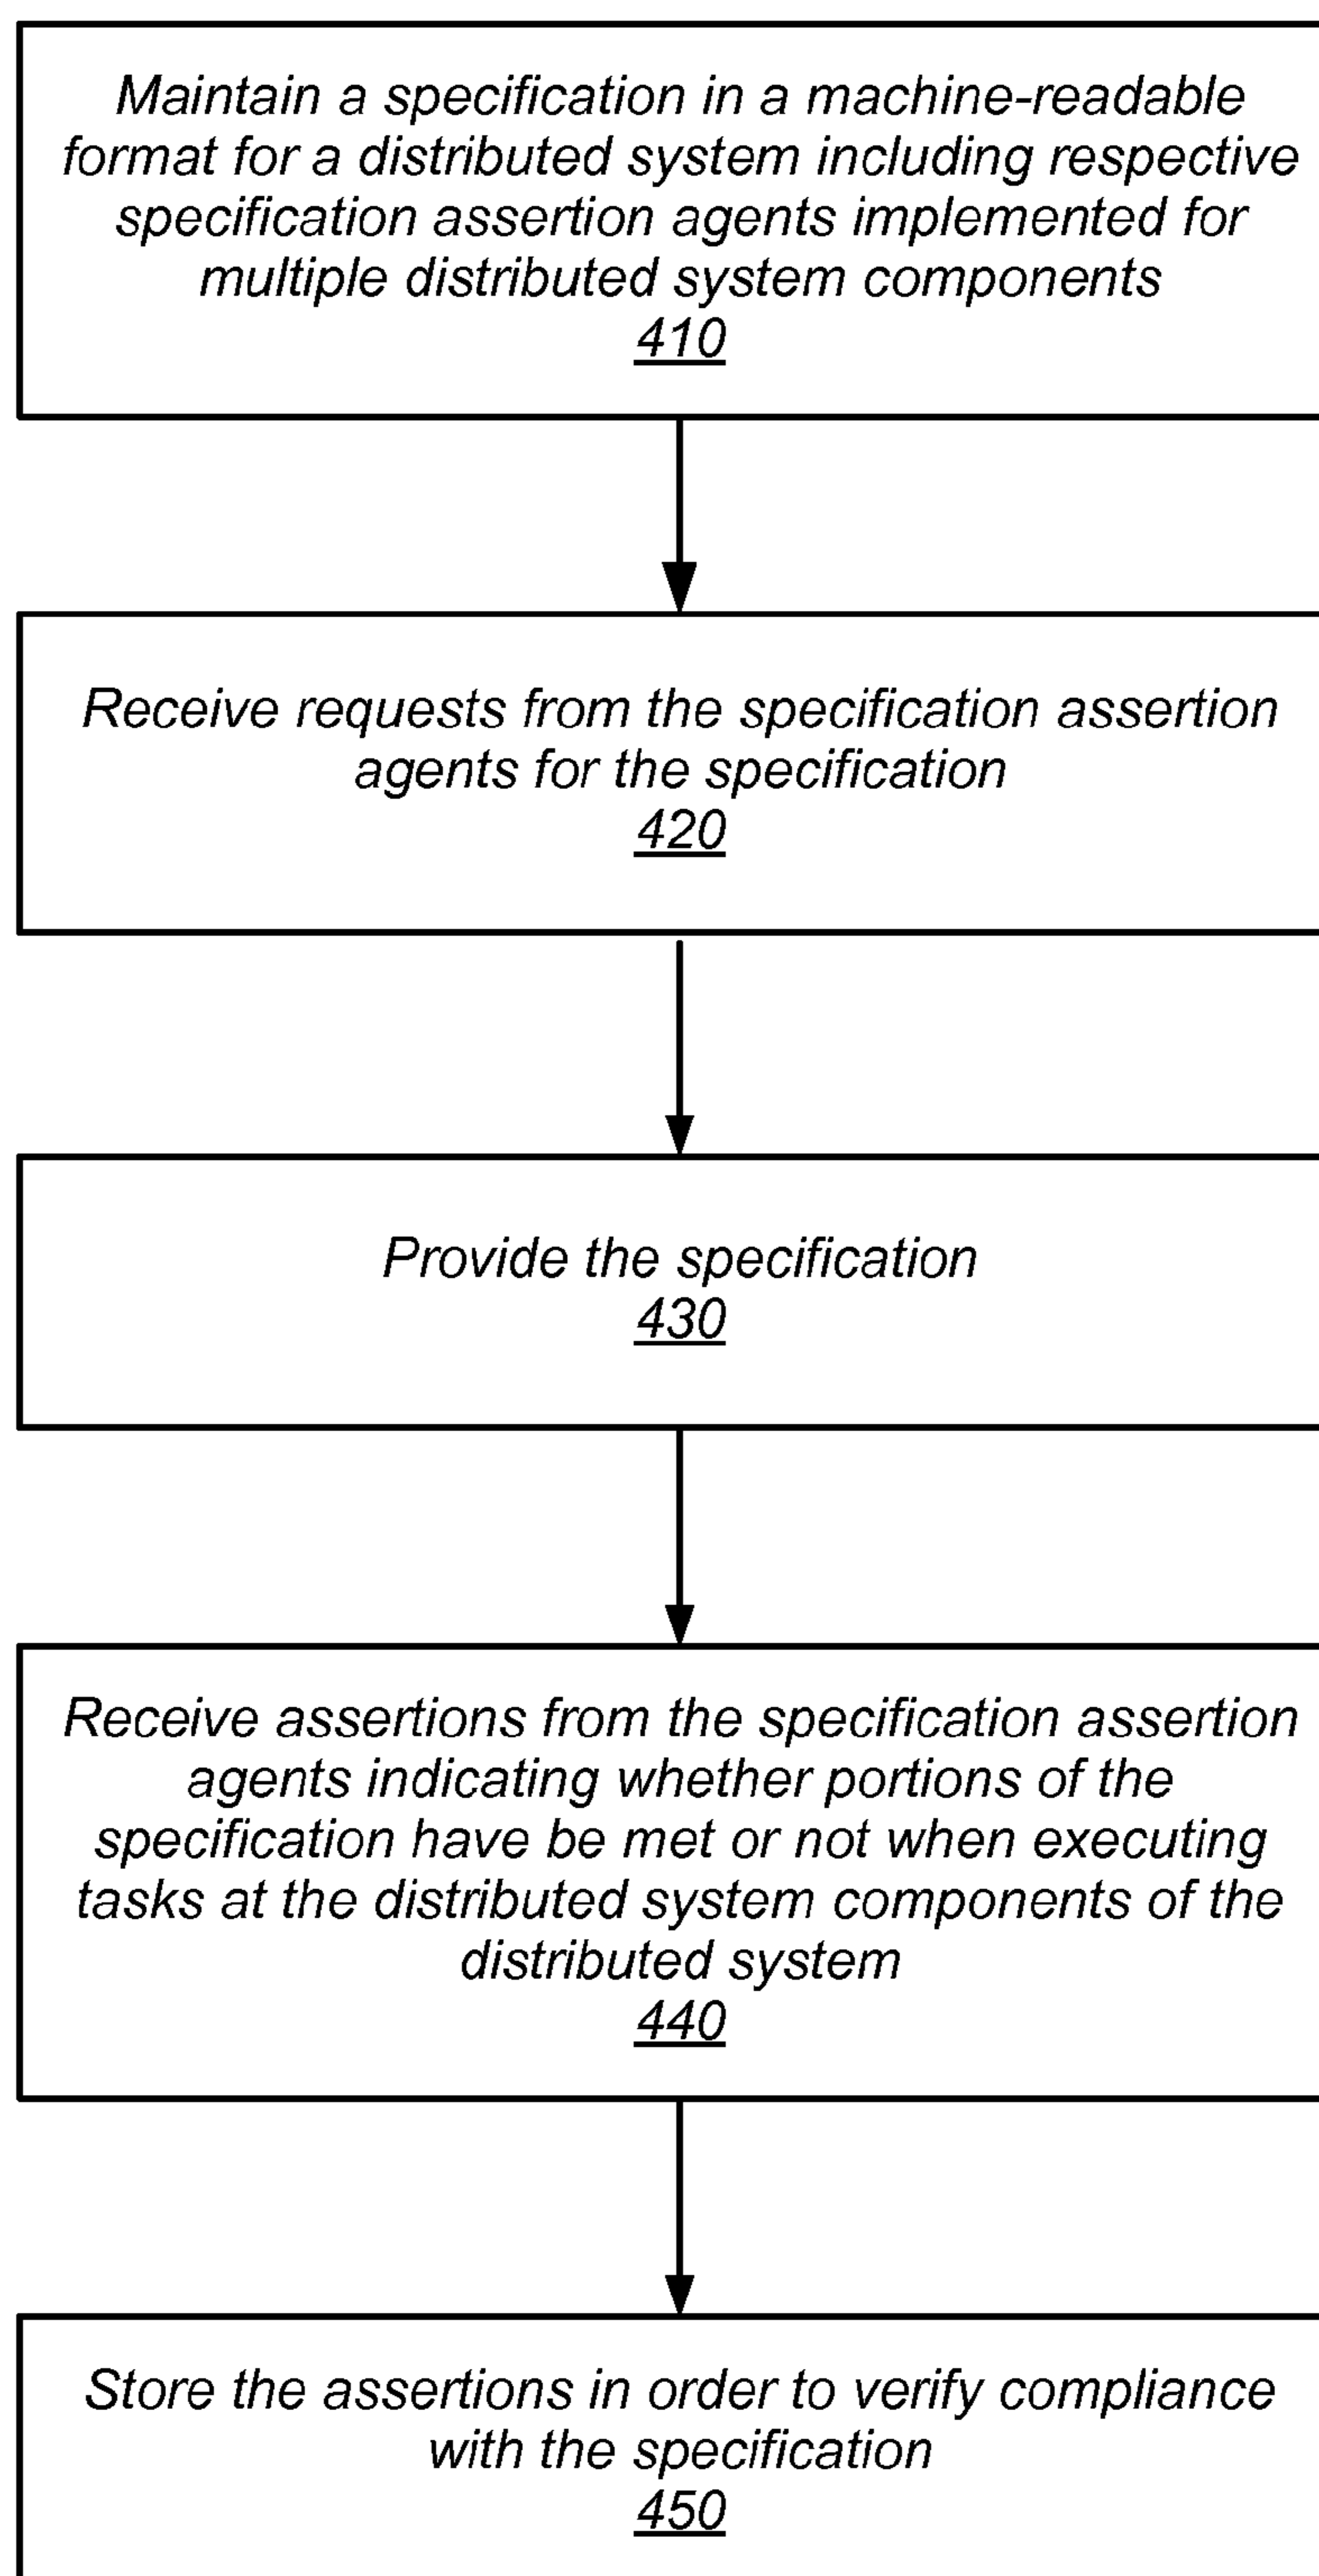 Maintain a specification in a machine-readable
format for a distributed system including respective
specification assertion agents implemented for
multiple distributed system components
410
Receive requests from the specification assertion
agents for the specification
420
Provide the specification
430
Receive assertions from the specification assertion
agents indicating whether portions of the
specification have be met or not when executing
tasks at the distributed system components of the
distributed system
440
Store the assertions in order to verify compliance
with the specification
450